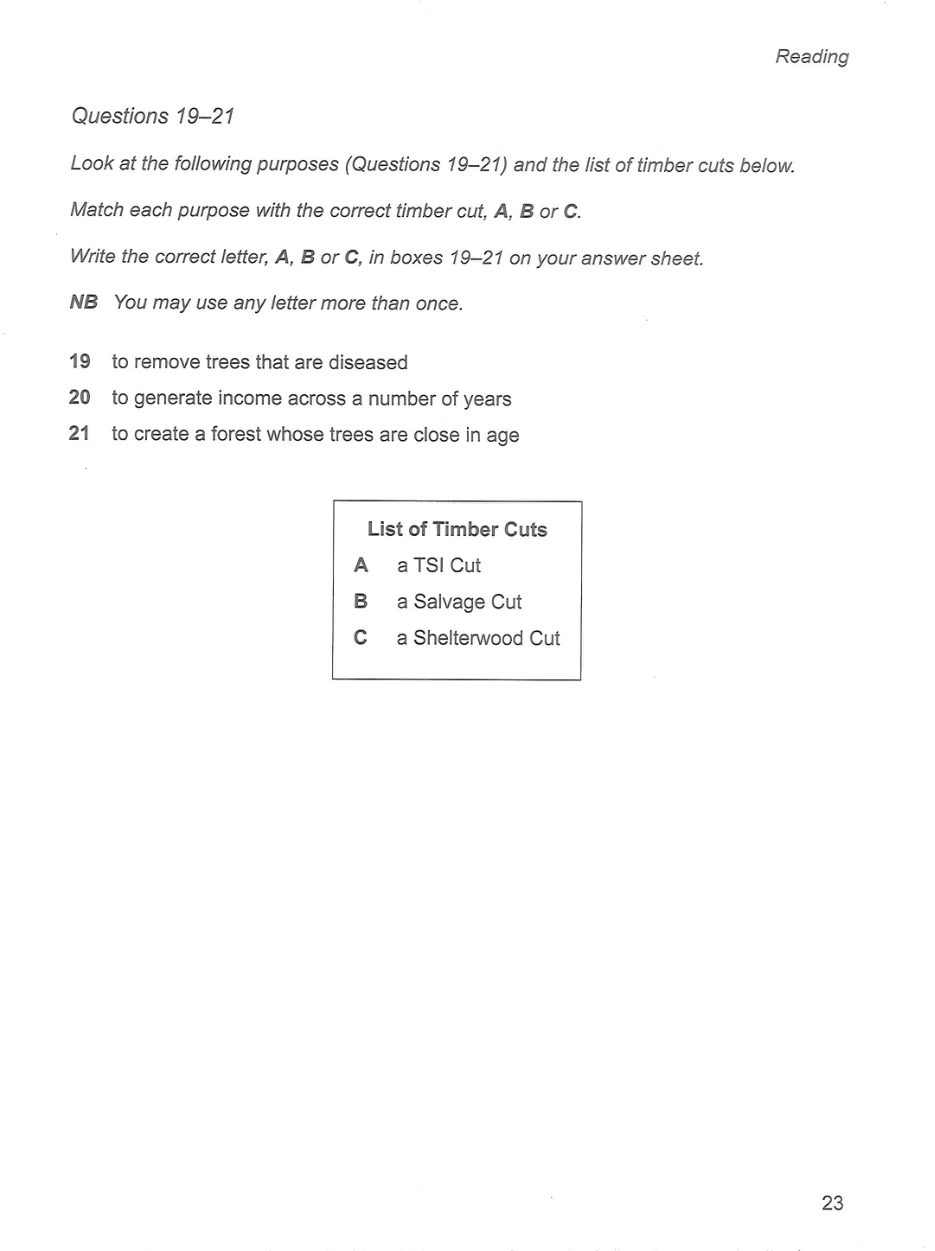 Reading
Questions 19–21
Look at the following purposes (Questions 19–21) and the list of timber cuts below.
Match each purpose with the correct timber cut, A, B or C.
Write the correct letter, A, B or C, in boxes 19–21 on your answer sheet.
NB You may use any letter more than once.
19 to remove trees that are diseased
20 to generate income across a number of years
21 to create a forest whose trees are close in age
List of Timber Cuts
A a TSI Cut
B a Salvage Cut
C a Shelterwood Cut
23